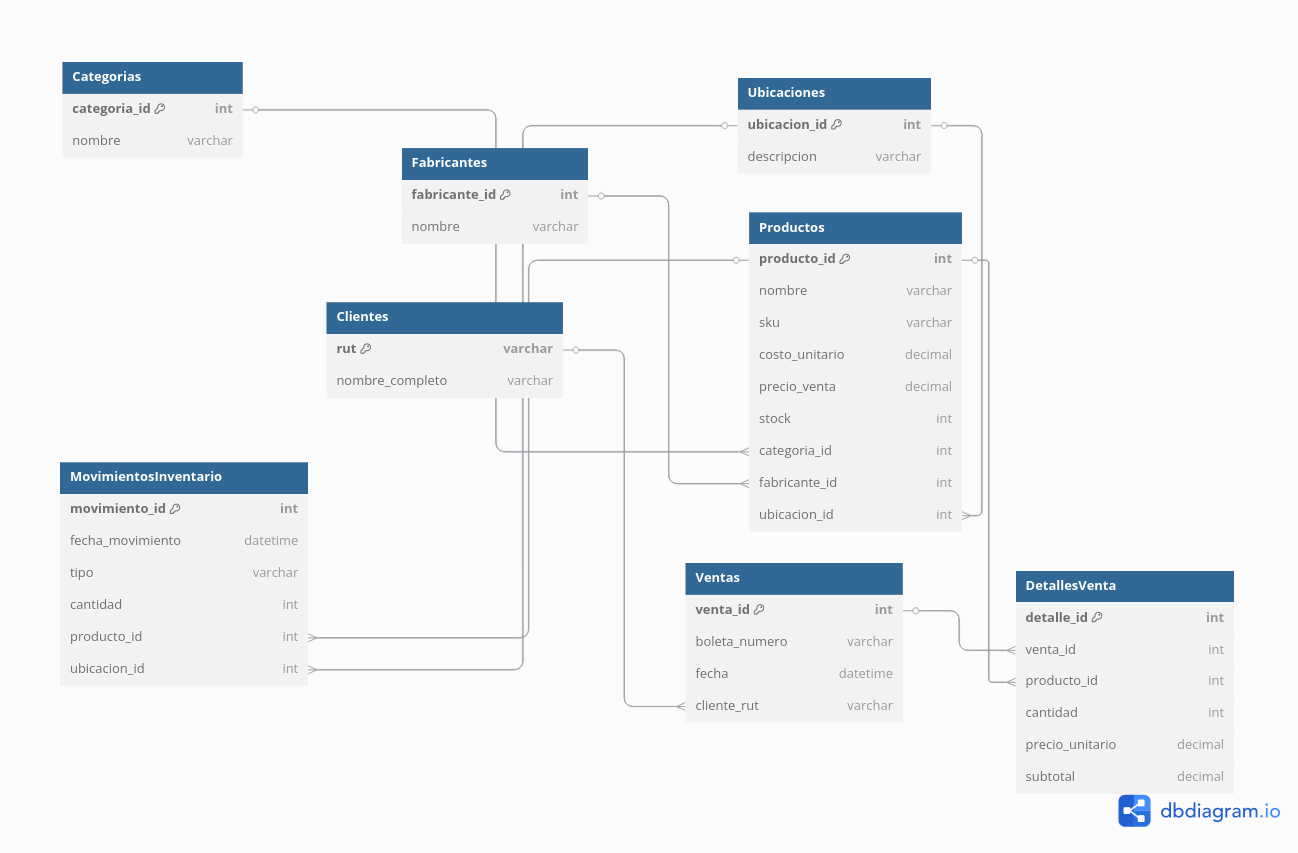 Categorias
categoria_id int
nombre varchar
Ubicaciones
ubicacion_id int
descripcion varchar
Fabricantes
fabricante_id int
nombre varchar
Productos
producto_id int
nombre varchar
sku varchar
costo_unitario decimal
precio_venta decimal
stock int
categoria_id int
fabricante_id int
ubicacion_id int
Clientes
rut varchar
nombre_completo varchar
MovimientosInventario
movimiento_id int
fecha_movimiento datetime
tipo varchar
cantidad int
producto_id int
ubicacion_id int
Ventas
venta_id int
boleta_numero varchar
fecha datetime
cliente_rut varchar
DetallesVenta
detalle_id int
venta_id int
producto_id int
cantidad int
precio_unitario decimal
subtotal decimal
dbdiagram.io